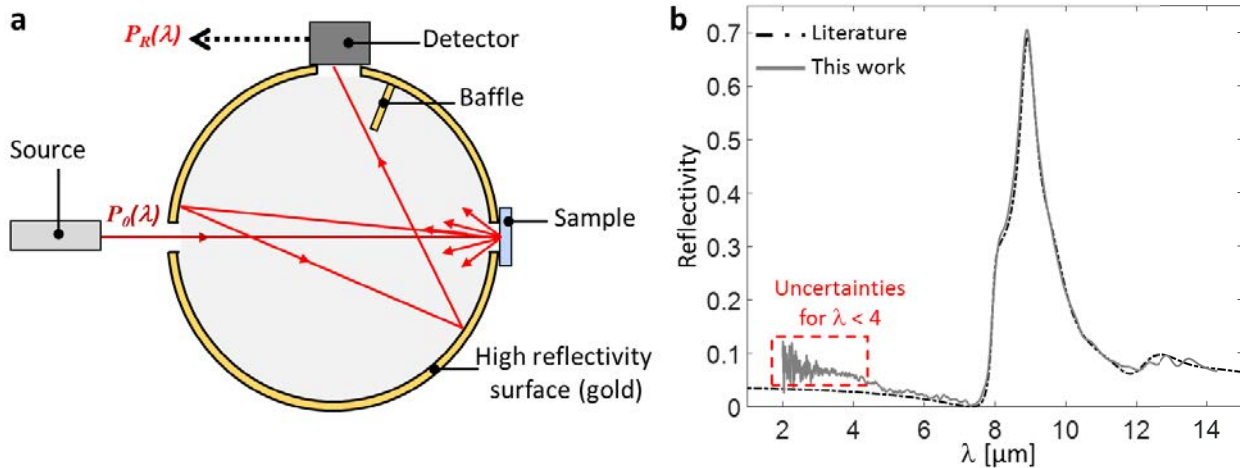 a
P_R(λ)
Detector
Baffle
Source
P_0(λ)
Sample
High reflectivity
surface (gold)
b
0.7
0.6
0.5
0.4
0.3
0.2
0.1
0
Reflectivity
Literature
This work
Uncertainties
for λ < 4
2 4 6 8 10 12 14
λ [μm]